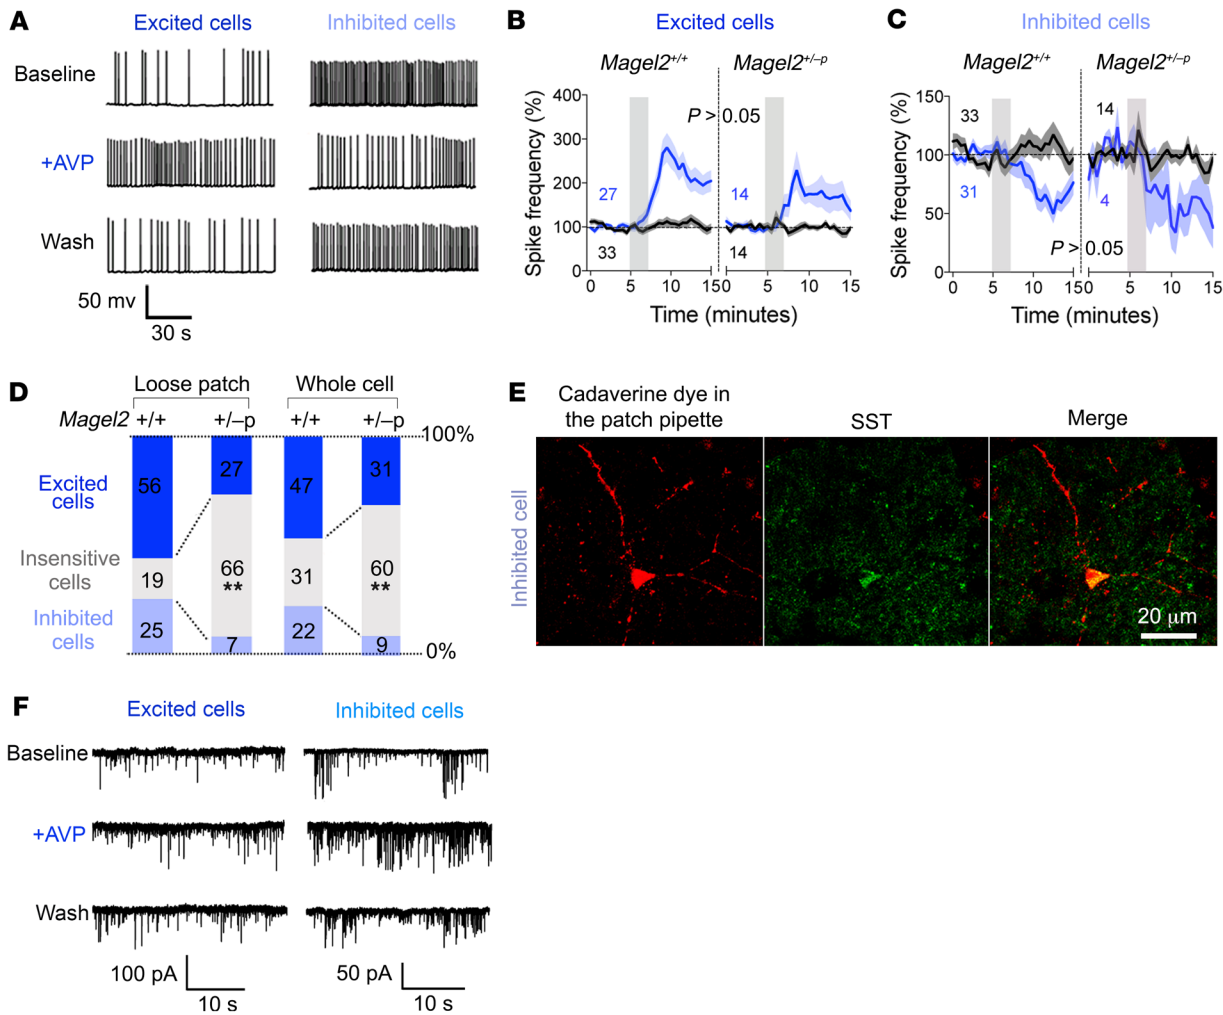 A
Excited cells
Inhibited cells
Baseline
+AVP
Wash
50 mv
30 s
B
Excited cells
Magel2+/+
Magel2+/–p
Spike frequency (%)
400
300
200
100
0
P > 0.05
27
33
14
14
0 5 10 15 0 5 10 15
Time (minutes)
C
Inhibited cells
Magel2+/+
Magel2+/–p
Spike frequency (%)
150
100
50
0
33
31
14
4
P > 0.05
0 5 10 15 0 5 10 15
Time (minutes)
D
Loose patch
Whole cell
Magel2 +/+ +/–p +/+ +/–p
100%
Excited
cells
56 27 47 31
Insensitive
cells
19 66 31 60
** **
Inhibited
cells
25 7 22 9
0%
E
Cadaverine dye in
the patch pipette
SST
Merge
Inhibited cell
20 µm
F
Excited cells
Inhibited cells
Baseline
+AVP
Wash
100 pA
10 s
50 pA
10 s